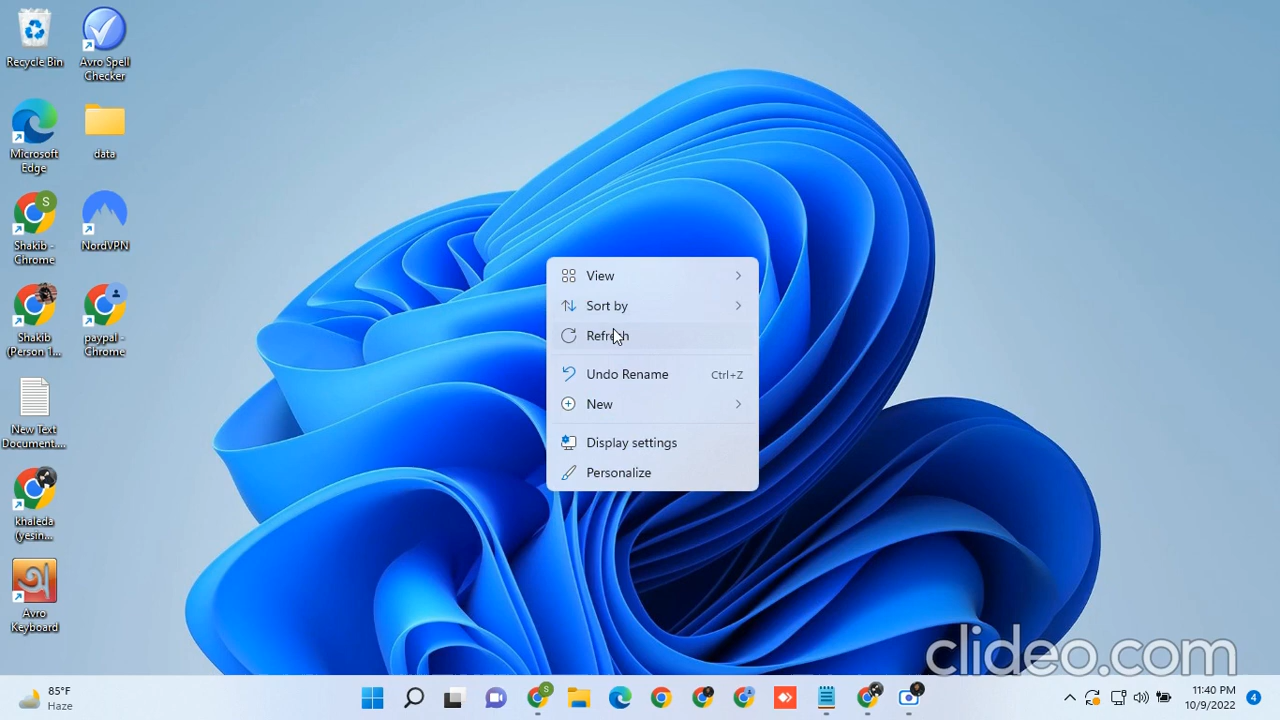 Recycle Bin
Avro Spell
Checker
Microsoft
Edge
data
S
Shakib -
Chrome
NordVPN
Shakib
(Person 1...
paypal -
Chrome
New Text
Document....
khaleda
(yesin...
অ
Avro
Keyboard
View
Sort by
Refresh
Undo Rename Ctrl+Z
New
Display settings
Personalize
clideo.com
85°F
Haze
S
11:40 PM
10/9/2022
4